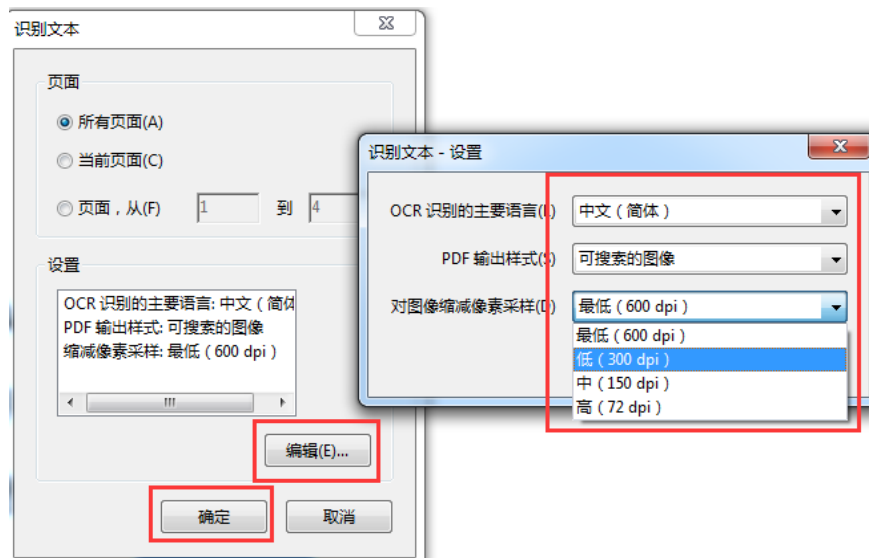 识别文本
页面
所有页面(A)
当前页面(C)
页面，从(F) 1 到 4
设置
OCR 识别的主要语言: 中文（简体
PDF 输出样式: 可搜索的图像
缩减像素采样: 最低（600 dpi）
编辑(E)...
确定 取消
识别文本 - 设置
OCR 识别的主要语言(L) 中文（简体）
PDF 输出样式(S) 可搜索的图像
对图像缩减像素采样(D) 最低（600 dpi）
最低（600 dpi）
低（300 dpi）
中（150 dpi）
高（72 dpi）